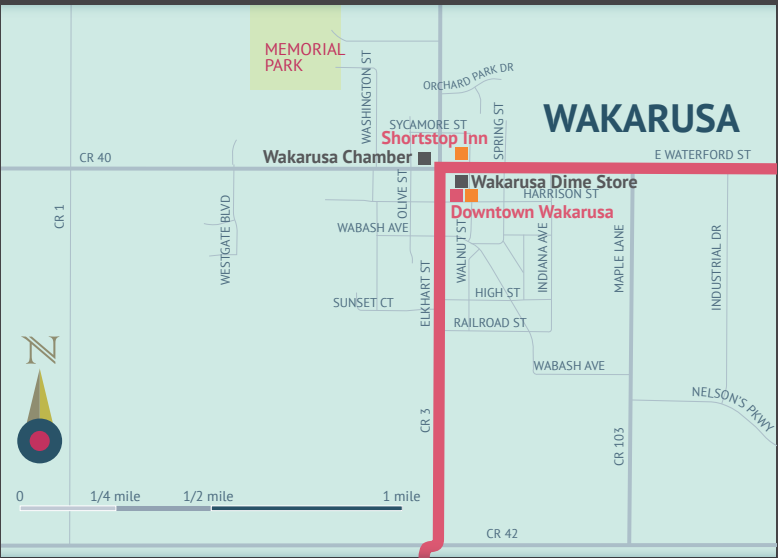 MEMORIAL
PARK
WASHINGTON ST
ORCHARD PARK DR
WAKARUSA
SYCAMORE ST
SPRING ST
Shortstop Inn
CR 40
Wakarusa Chamber
E WATERFORD ST
Wakarusa Dime Store
HARRISON ST
OLIVE ST
Downtown Wakarusa
CR 1
WESTGATE BLVD
WABASH AVE
WALNUT ST
INDIANA AVE
MAPLE LANE
INDUSTRIAL DR
ELKHART ST
HIGH ST
SUNSET CT
RAILROAD ST
N
WABASH AVE
NELSON'S PKWY
CR 3
CR 103
0 1/4 mile 1/2 mile 1 mile
CR 42